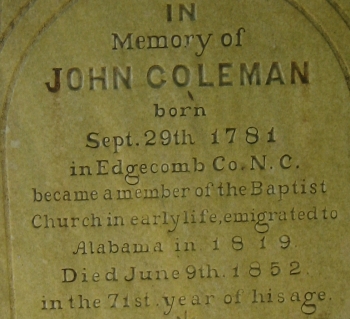 IN
Memory of
JOHN COLEMAN
born
Sept. 29th 1781
in Edgecomb Co. N. C.
became a member of the Baptist
Church in early life, emigrated to
Alabama in 1819.
Died June 9th. 1852.
in the 71st. year of his age.